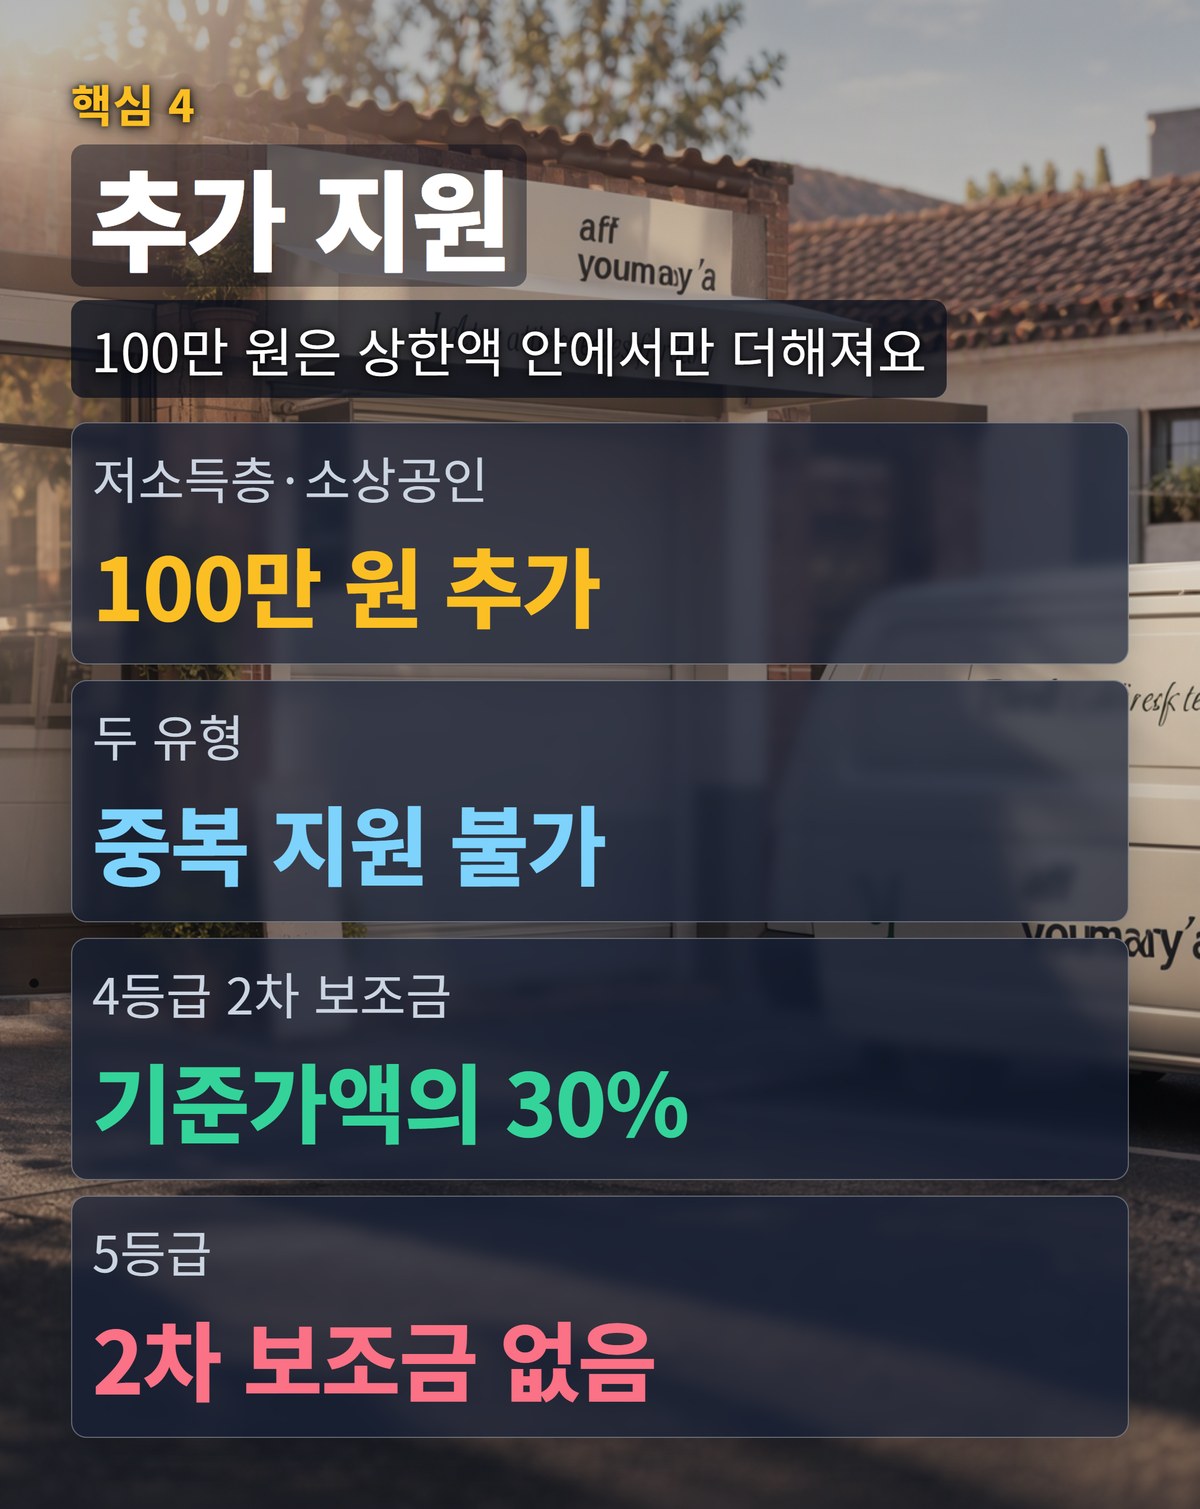 핵심 4
추가 지원
aff
youmay'a
100만 원은 상한액 안에서만 더해져요
저소득층·소상공인
100만 원 추가
두 유형
중복 지원 불가
4등급 2차 보조금
기준가액의 30%
5등급
2차 보조금 없음